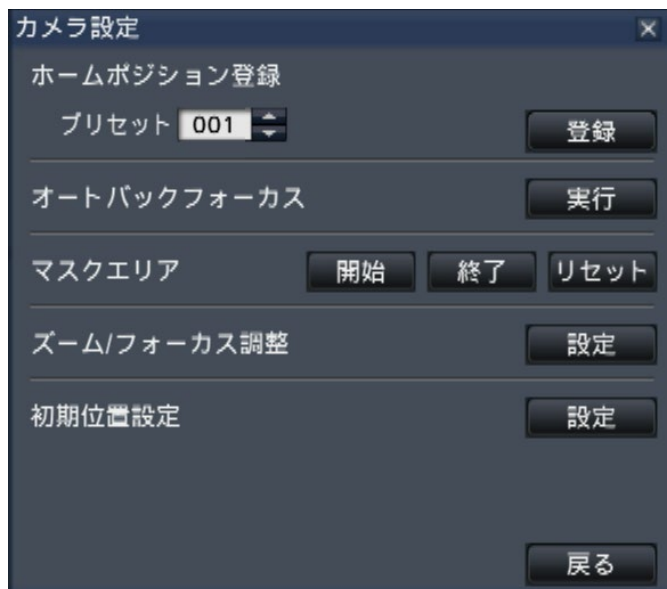 カメラ設定
ホームポジション登録
プリセット 001 登録
オートバックフォーカス 実行
マスクエリア 開始 終了 リセット
ズーム/フォーカス調整 設定
初期位置設定 設定
戻る